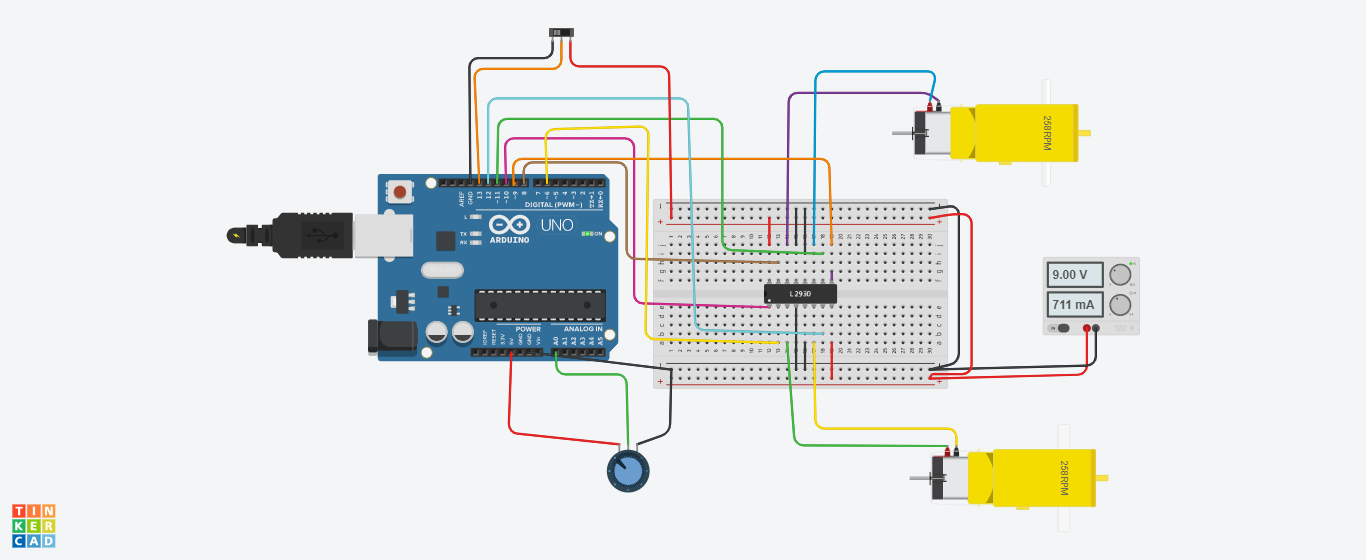 258RPM
AREF
GND
13
12
~11
~10
~9
8
7
~6
~5
4
~3
2
TX→1
RX←0
DIGITAL (PWM~)
L
TX
RX
ARDUINO
UNO
ON
IOREF
RESET
3.3V
5V
GND
GND
Vin
POWER
ANALOG IN
A0
A1
A2
A3
A4
A5
L293D
9.00 V
711 mA
258RPM
TIN
KER
CAD